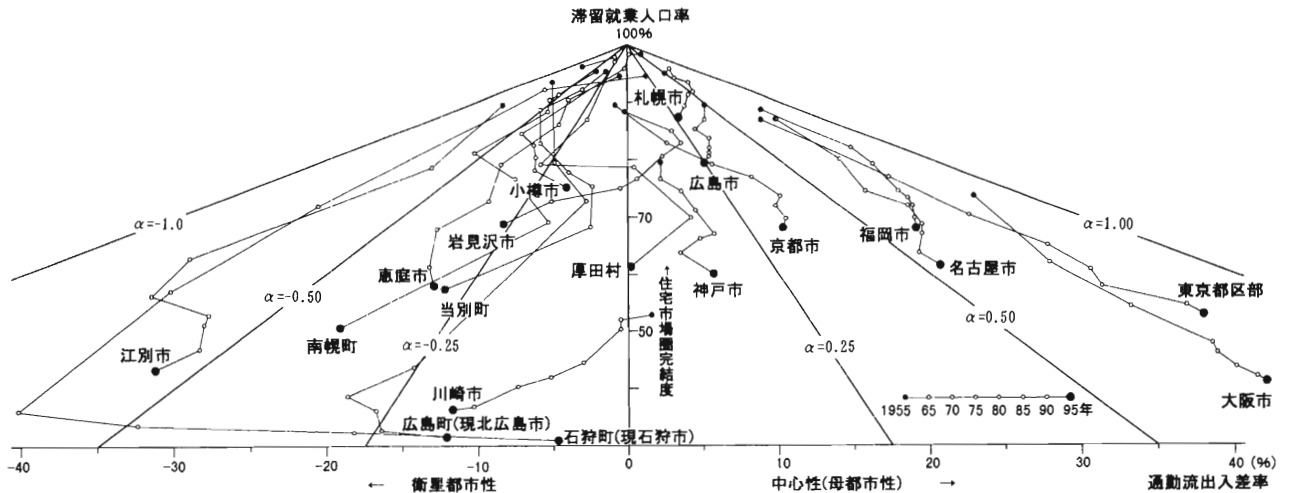 滞留就業人口率
100%
札幌市
小樽市
広島市
70
α=-1.0
α=1.00
岩見沢市
京都市
福岡市
厚田村
名古屋市
恵庭市
当別町
神戸市
東京都区部
α=-0.50
α=0.50
←住宅市場圏完結度
50
南幌町
α=-0.25
α=0.25
江別市
川崎市
大阪市
1955 65 70 75 80 85 90 95年
広島町(現北広島市)
石狩町(現石狩市)
-40 -30 -20 -10 0 10 20 30 40 (%)
← 衛星都市性 中心性(母都市性) → 通勤流出入差率